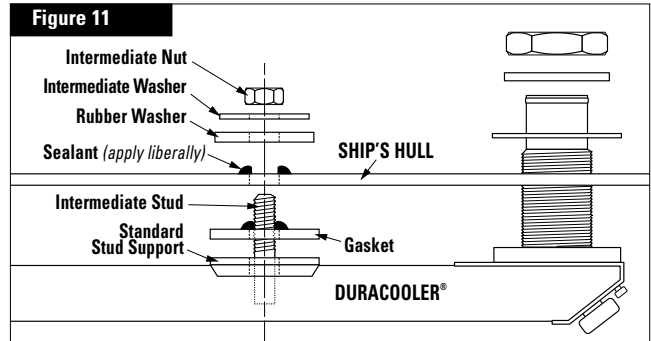 Figure 11
Intermediate Nut
Intermediate Washer
Rubber Washer
Sealant (apply liberally)
SHIP'S HULL
Intermediate Stud
Standard
Stud Support
Gasket
DURACOOLER®